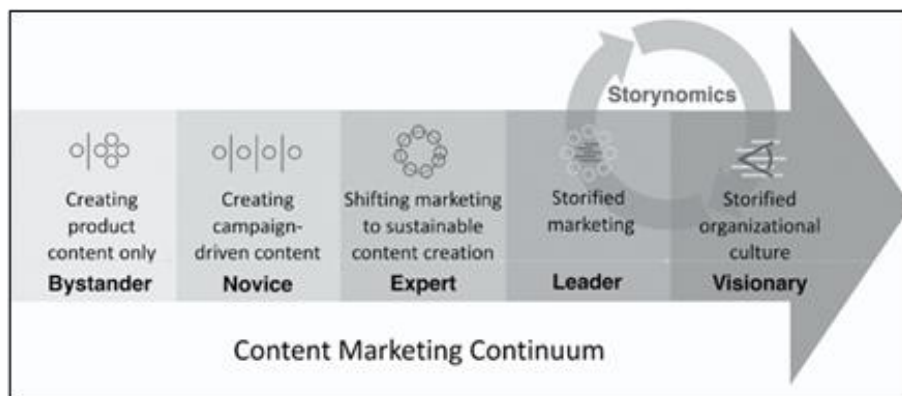 Storynomics
Creating
product
content only
Bystander
Creating
campaign-
driven content
Novice
Shifting marketing
to sustainable
content creation
Expert
Storified
marketing
Leader
Storified
organizational
culture
Visionary
Content Marketing Continuum